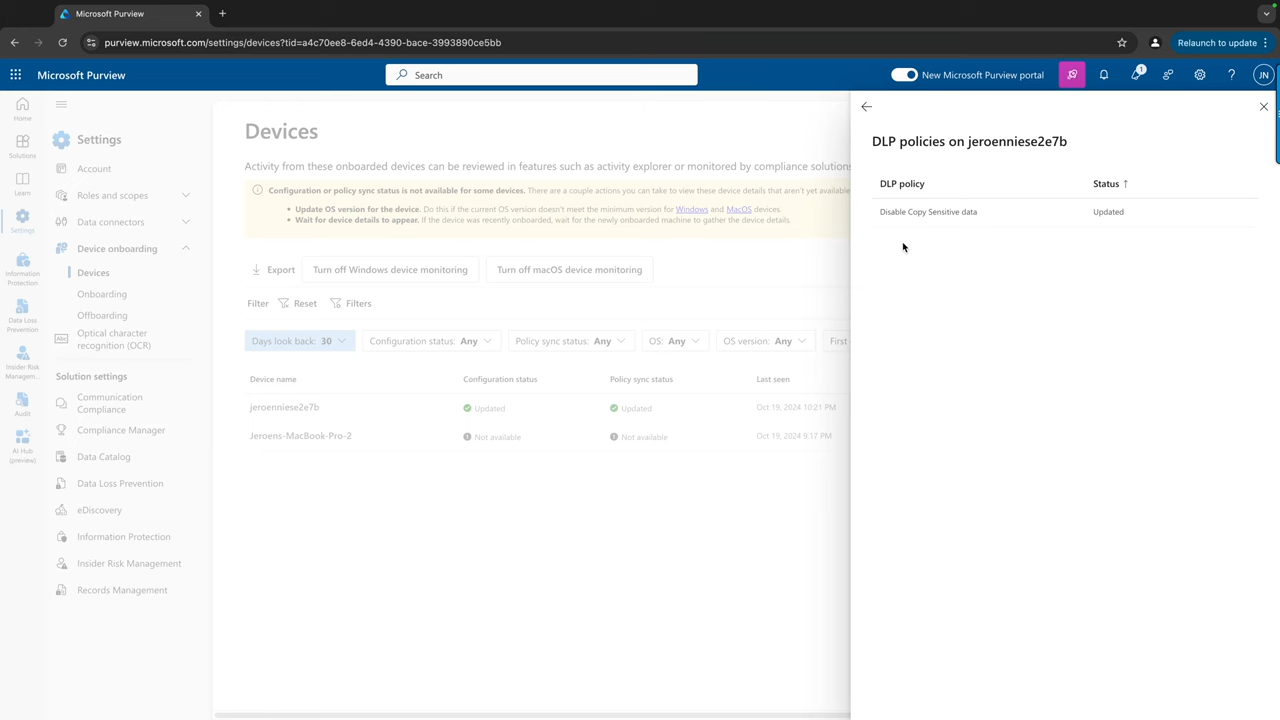 Microsoft Purview
purview.microsoft.com/settings/devices?tid=a4c70ee8-6ed4-4390-bace-3993890ce5bb
Relaunch to update
Microsoft Purview
Search
New Microsoft Purview portal
1
JN
Home
Solutions
Learn
Settings
Information
Protection
Data Loss
Prevention
Insider Risk
Managem...
Audit
AI Hub
(preview)
Settings
Account
Roles and scopes
Data connectors
Device onboarding
Devices
Onboarding
Offboarding
Abc
Optical character
recognition (OCR)
Solution settings
Communication
Compliance
Compliance Manager
Data Catalog
Data Loss Prevention
eDiscovery
Information Protection
Insider Risk Management
Records Management
Devices
Activity from these onboarded devices can be reviewed in features such as activity explorer or monitored by compliance solutions
Configuration or policy sync status is not available for some devices. There are a couple actions you can take to view these device details that aren't yet available
• Update OS version for the device. Do this if the current OS version doesn't meet the minimum version for Windows and MacOS devices.
• Wait for device details to appear. If the device was recently onboarded, wait for the newly onboarded machine to gather the device details.
Export
Turn off Windows device monitoring
Turn off macOS device monitoring
Filter
Reset
Filters
Days look back: 30
Configuration status: Any
Policy sync status: Any
OS: Any
OS version: Any
First
Device name Configuration status Policy sync status Last seen
jeroenniese2e7b Updated Updated Oct 19, 2024 10:21 PM
Jeroens-MacBook-Pro-2 Not available Not available Oct 19, 2024 9:17 PM
DLP policies on jeroenniese2e7b
DLP policy Status ↑
Disable Copy Sensitive data Updated